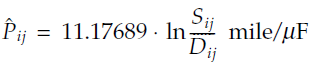 P̂ij = 11.17689 · ln Sij/Dij mile/μF